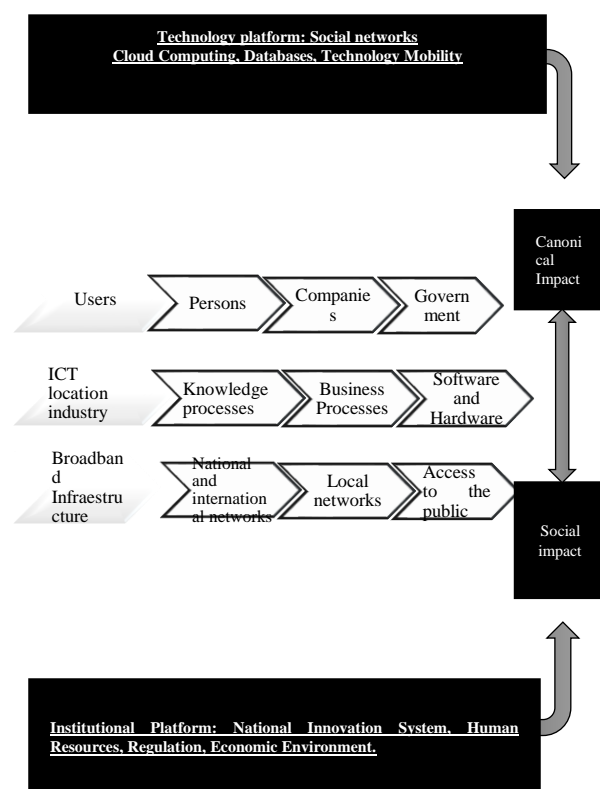 Technology platform: Social networks
Cloud Computing, Databases, Technology Mobility
Canoni
cal
Impact
Users
Persons
Companie
s
Govern
ment
ICT
location
industry
Knowledge
processes
Business
Processes
Software
and
Hardware
Broadban
d
Infraestru
cture
National
and
internation
al networks
Local
networks
Access
to the
public
Social
impact
Institutional Platform: National Innovation System, Human
Resources, Regulation, Economic Environment.